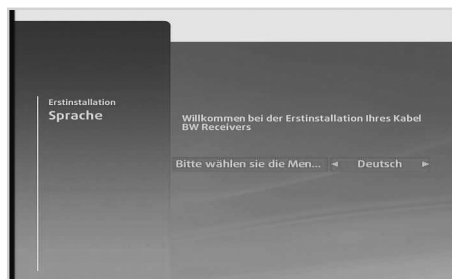 Erstinstallation
Sprache
Willkommen bei der Erstinstallation Ihres Kabel
BW Receivers
Bitte wählen sie die Men... ◄ Deutsch ►